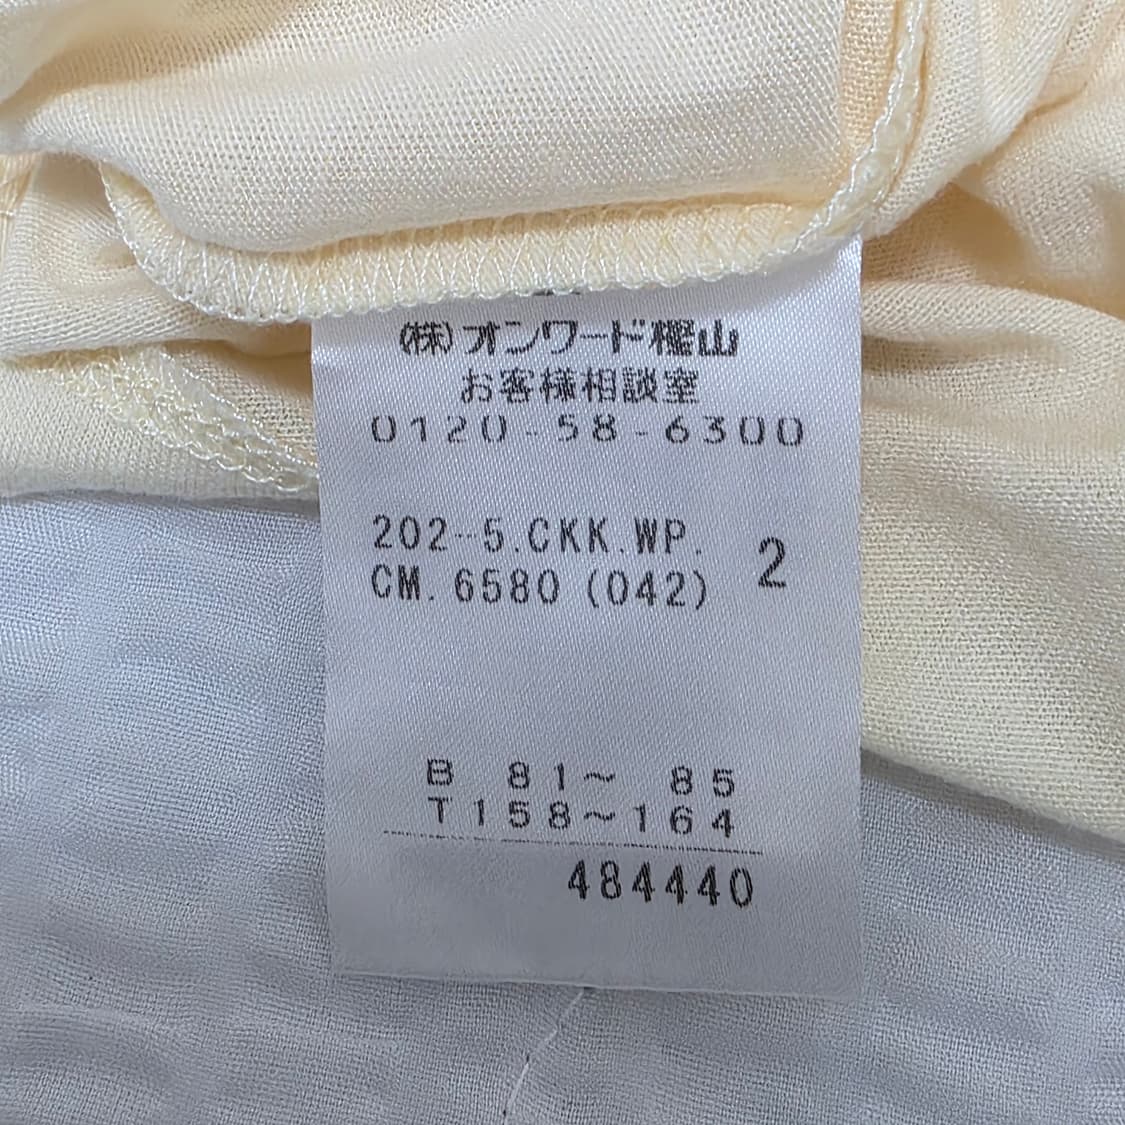 (株)オンワード樫山
お客様相談室
0120-58-6300
202-5.CKK.WP.
CM.6580 (042) 2
B 81～ 85
T158～164
484440